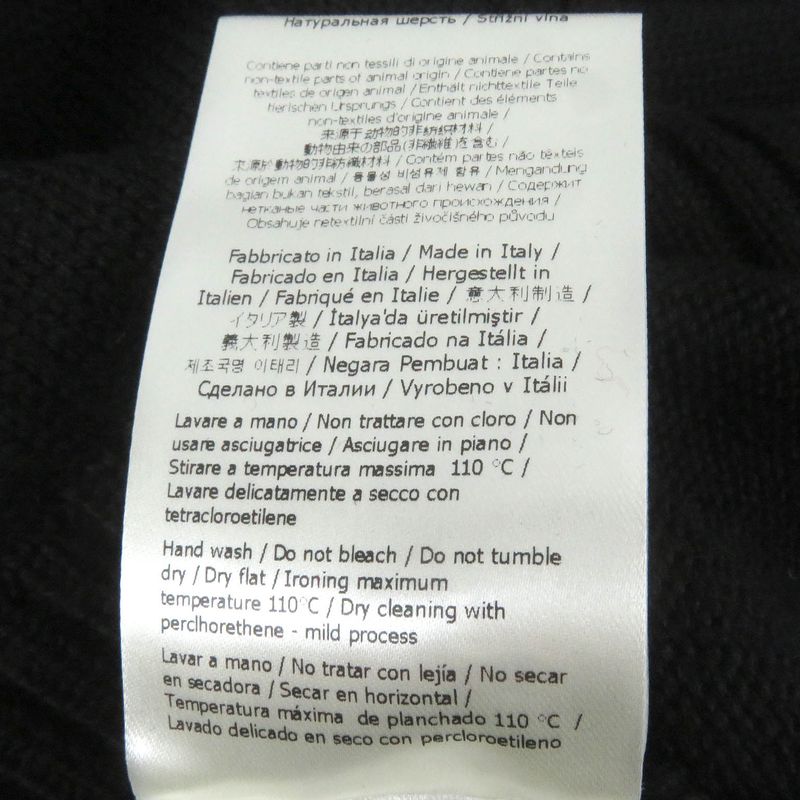 Натуральная шерсть / Střižní vlna
Contiene parti non tessili di origine animale / Contains
non-textile parts of animal origin / Contiene partes no
textiles de origen animal / Enthält nichttextile Teile
tierischen Ursprungs / Contient des éléments
non-textiles d'origine animale /
来源于动物的非纺织材料 /
動物由来の部品(非繊維)を含む /
來源於動物的非紡織材料 / Contém partes não têxteis
de origem animal / 동물성 비섬유제 함유 / Mengandung
bagian bukan tekstil, berasal dari hewan / Содержит
нетканые части животного происхождения /
Obsahuje netextilní části živočišného původu
Fabbricato in Italia / Made in Italy /
Fabricado en Italia / Hergestellt in
Italien / Fabriqué en Italie / 意大利制造 /
イタリア製 / İtalya'da üretilmiştir /
義大利製造 / Fabricado na Itália /
제조국명 이태리 / Negara Pembuat : Italia /
Сделано в Италии / Vyrobeno v Itálii
Lavare a mano / Non trattare con cloro / Non
usare asciugatrice / Asciugare in piano /
Stirare a temperatura massima 110 °C /
Lavare delicatamente a secco con
tetracloroetilene
Hand wash / Do not bleach / Do not tumble
dry / Dry flat / Ironing maximum
temperature 110°C / Dry cleaning with
perclhorethene - mild process
Lavar a mano / No tratar con lejía / No secar
en secadora / Secar en horizontal /
Temperatura máxima de planchado 110 °C /
Lavado delicado en seco con percloroetileno